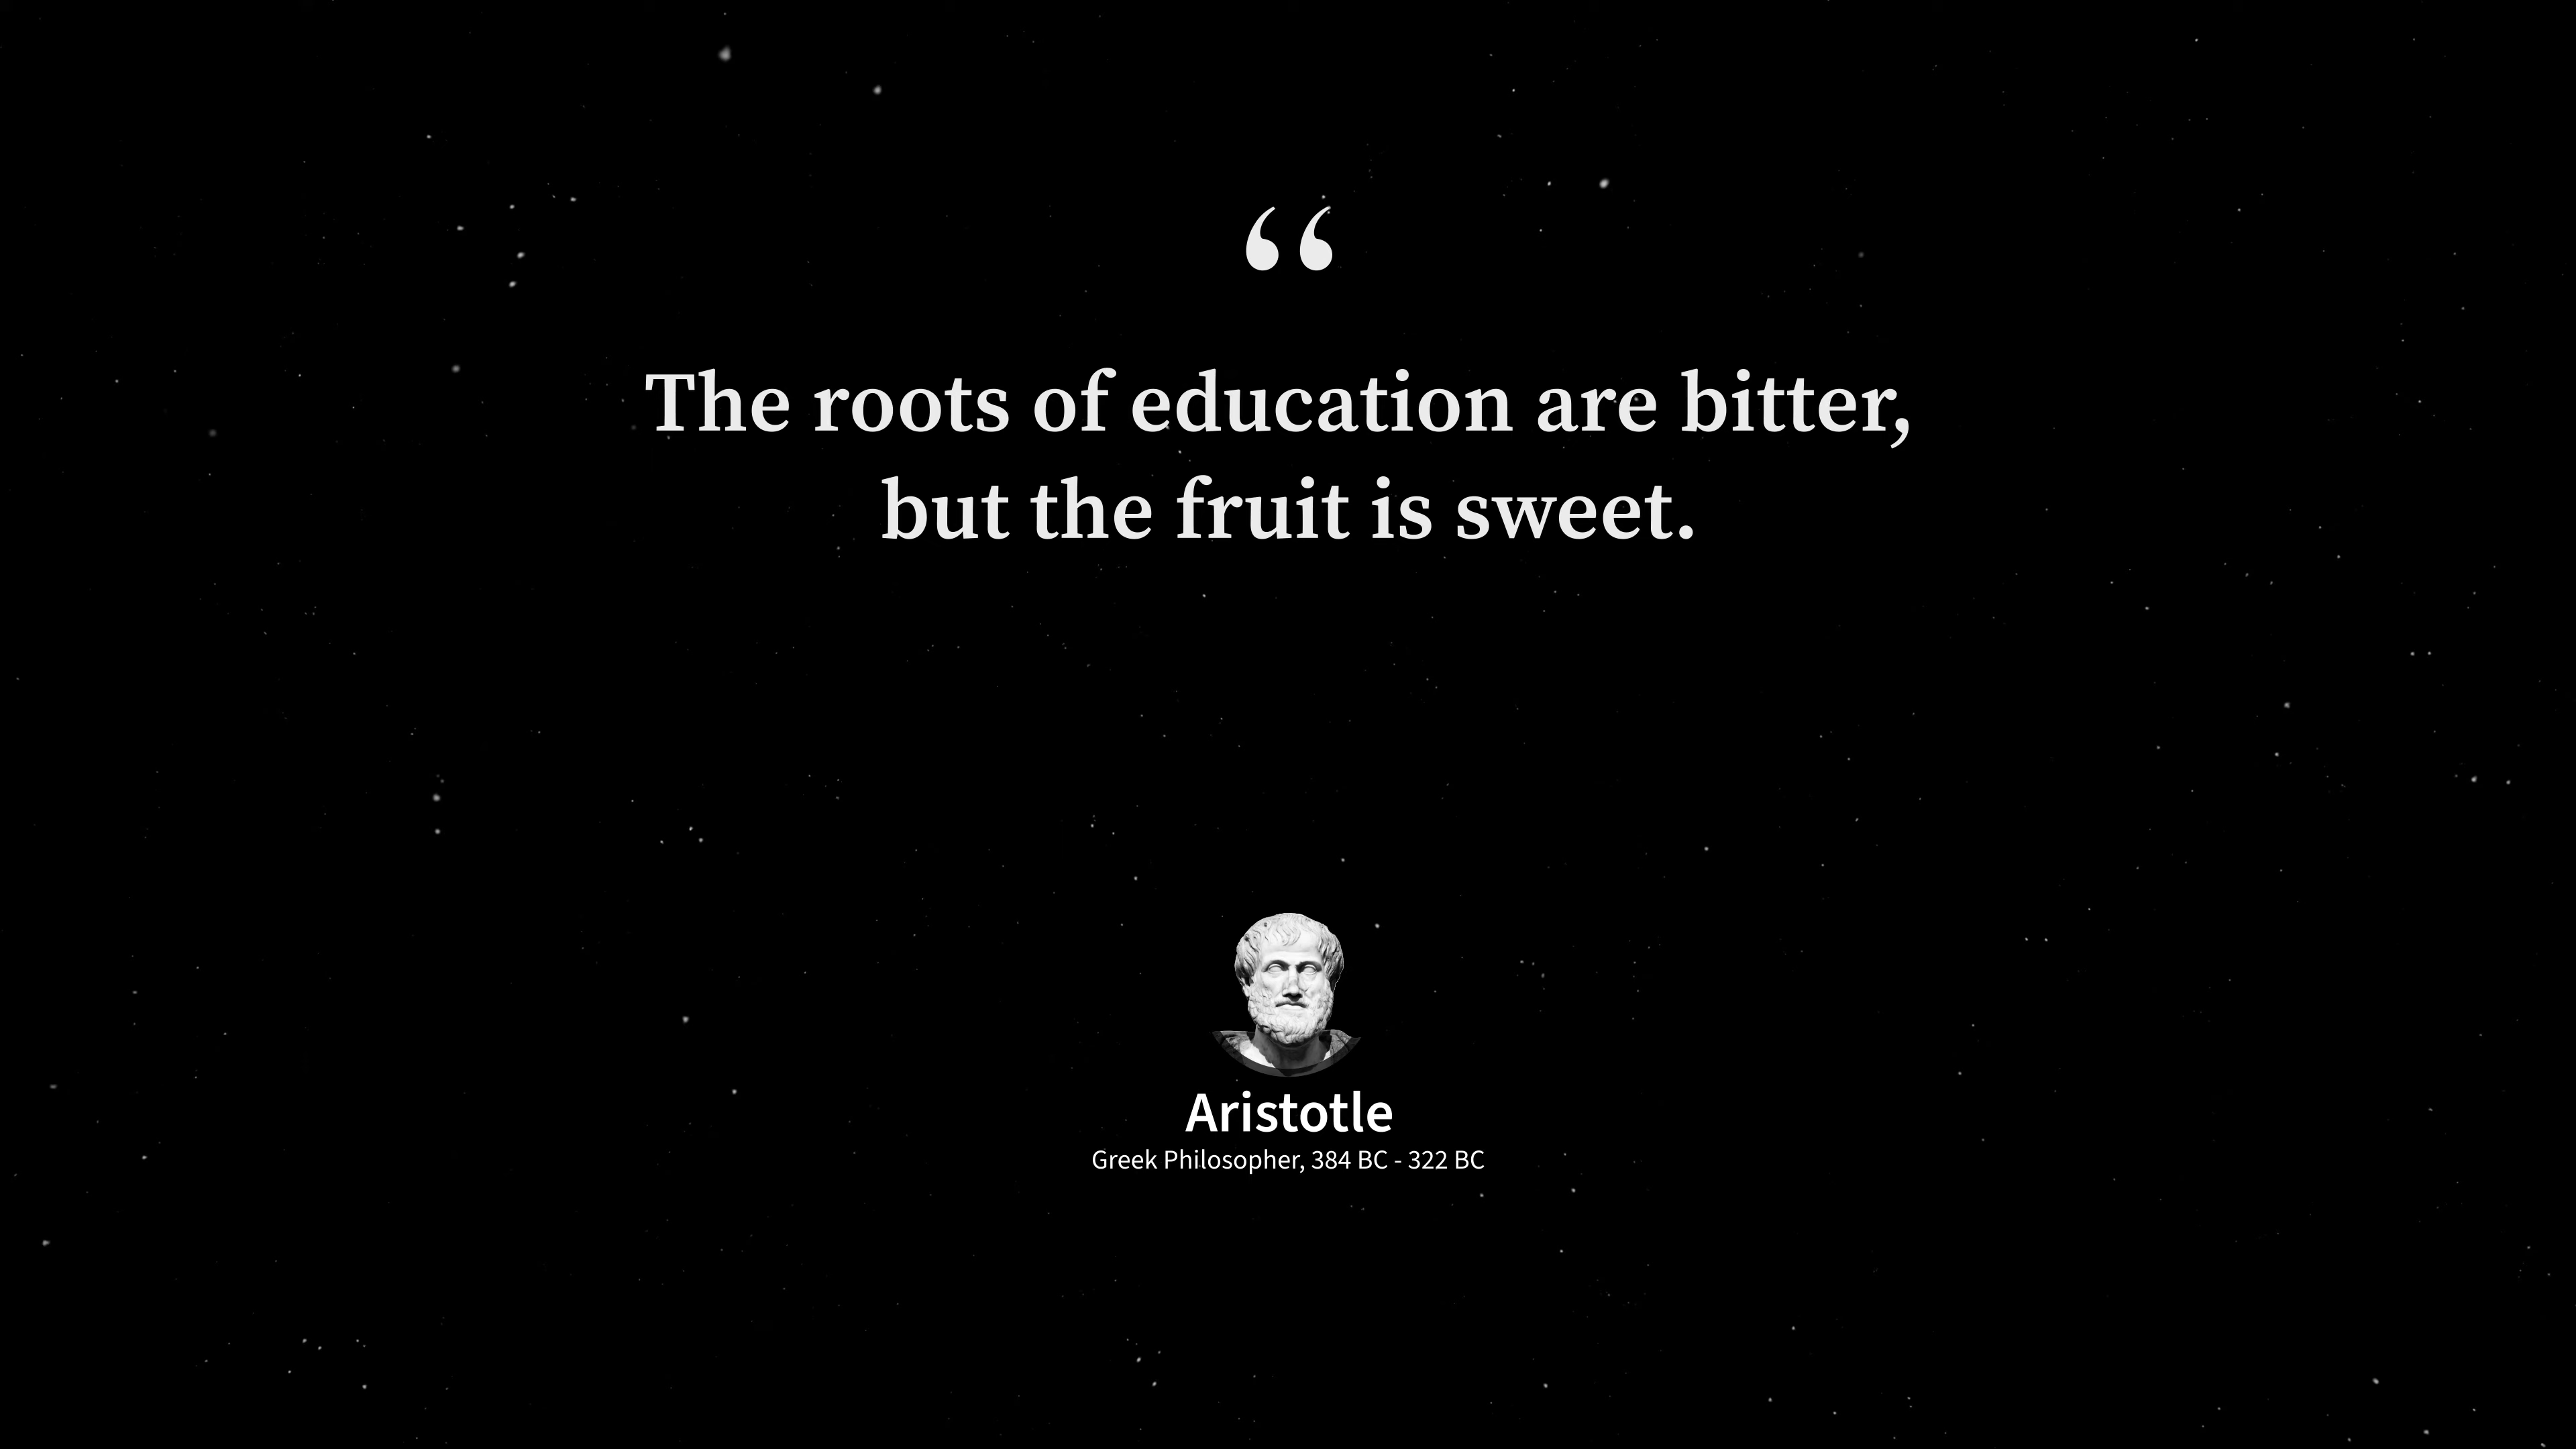 “
The roots of education are bitter,
but the fruit is sweet.
Aristotle
Greek Philosopher, 384 BC - 322 BC